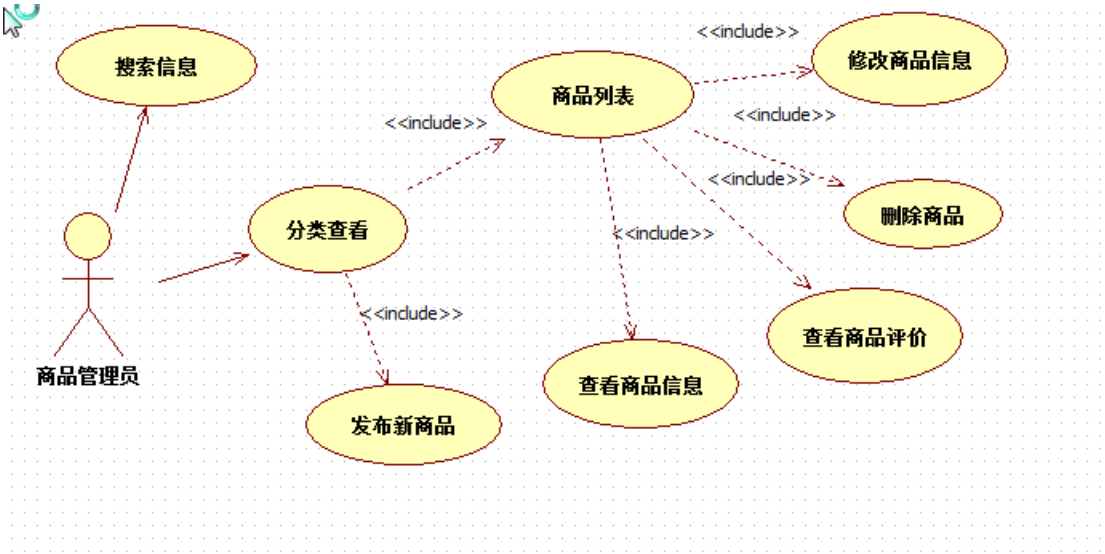 <<include>>
修改商品信息
搜索信息
商品列表
<<include>>
<<include>>
<<include>>
删除商品
分类查看
<<include>>
<<include>>
查看商品评价
商品管理员
查看商品信息
发布新商品